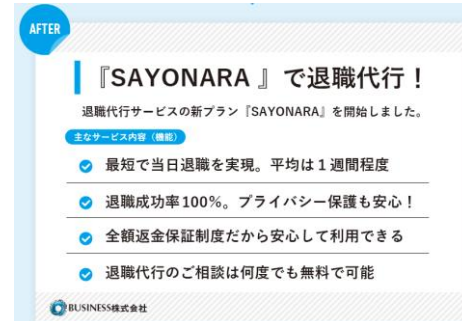 AFTER
『SAYONARA 』で退職代行！
退職代行サービスの新プラン『SAYONARA』を開始しました。
主なサービス内容（機能）
最短で当日退職を実現。平均は１週間程度
退職成功率100%。プライバシー保護も安心！
全額返金保証制度だから安心して利用できる
退職代行のご相談は何度でも無料で可能
BUSINESS株式会社